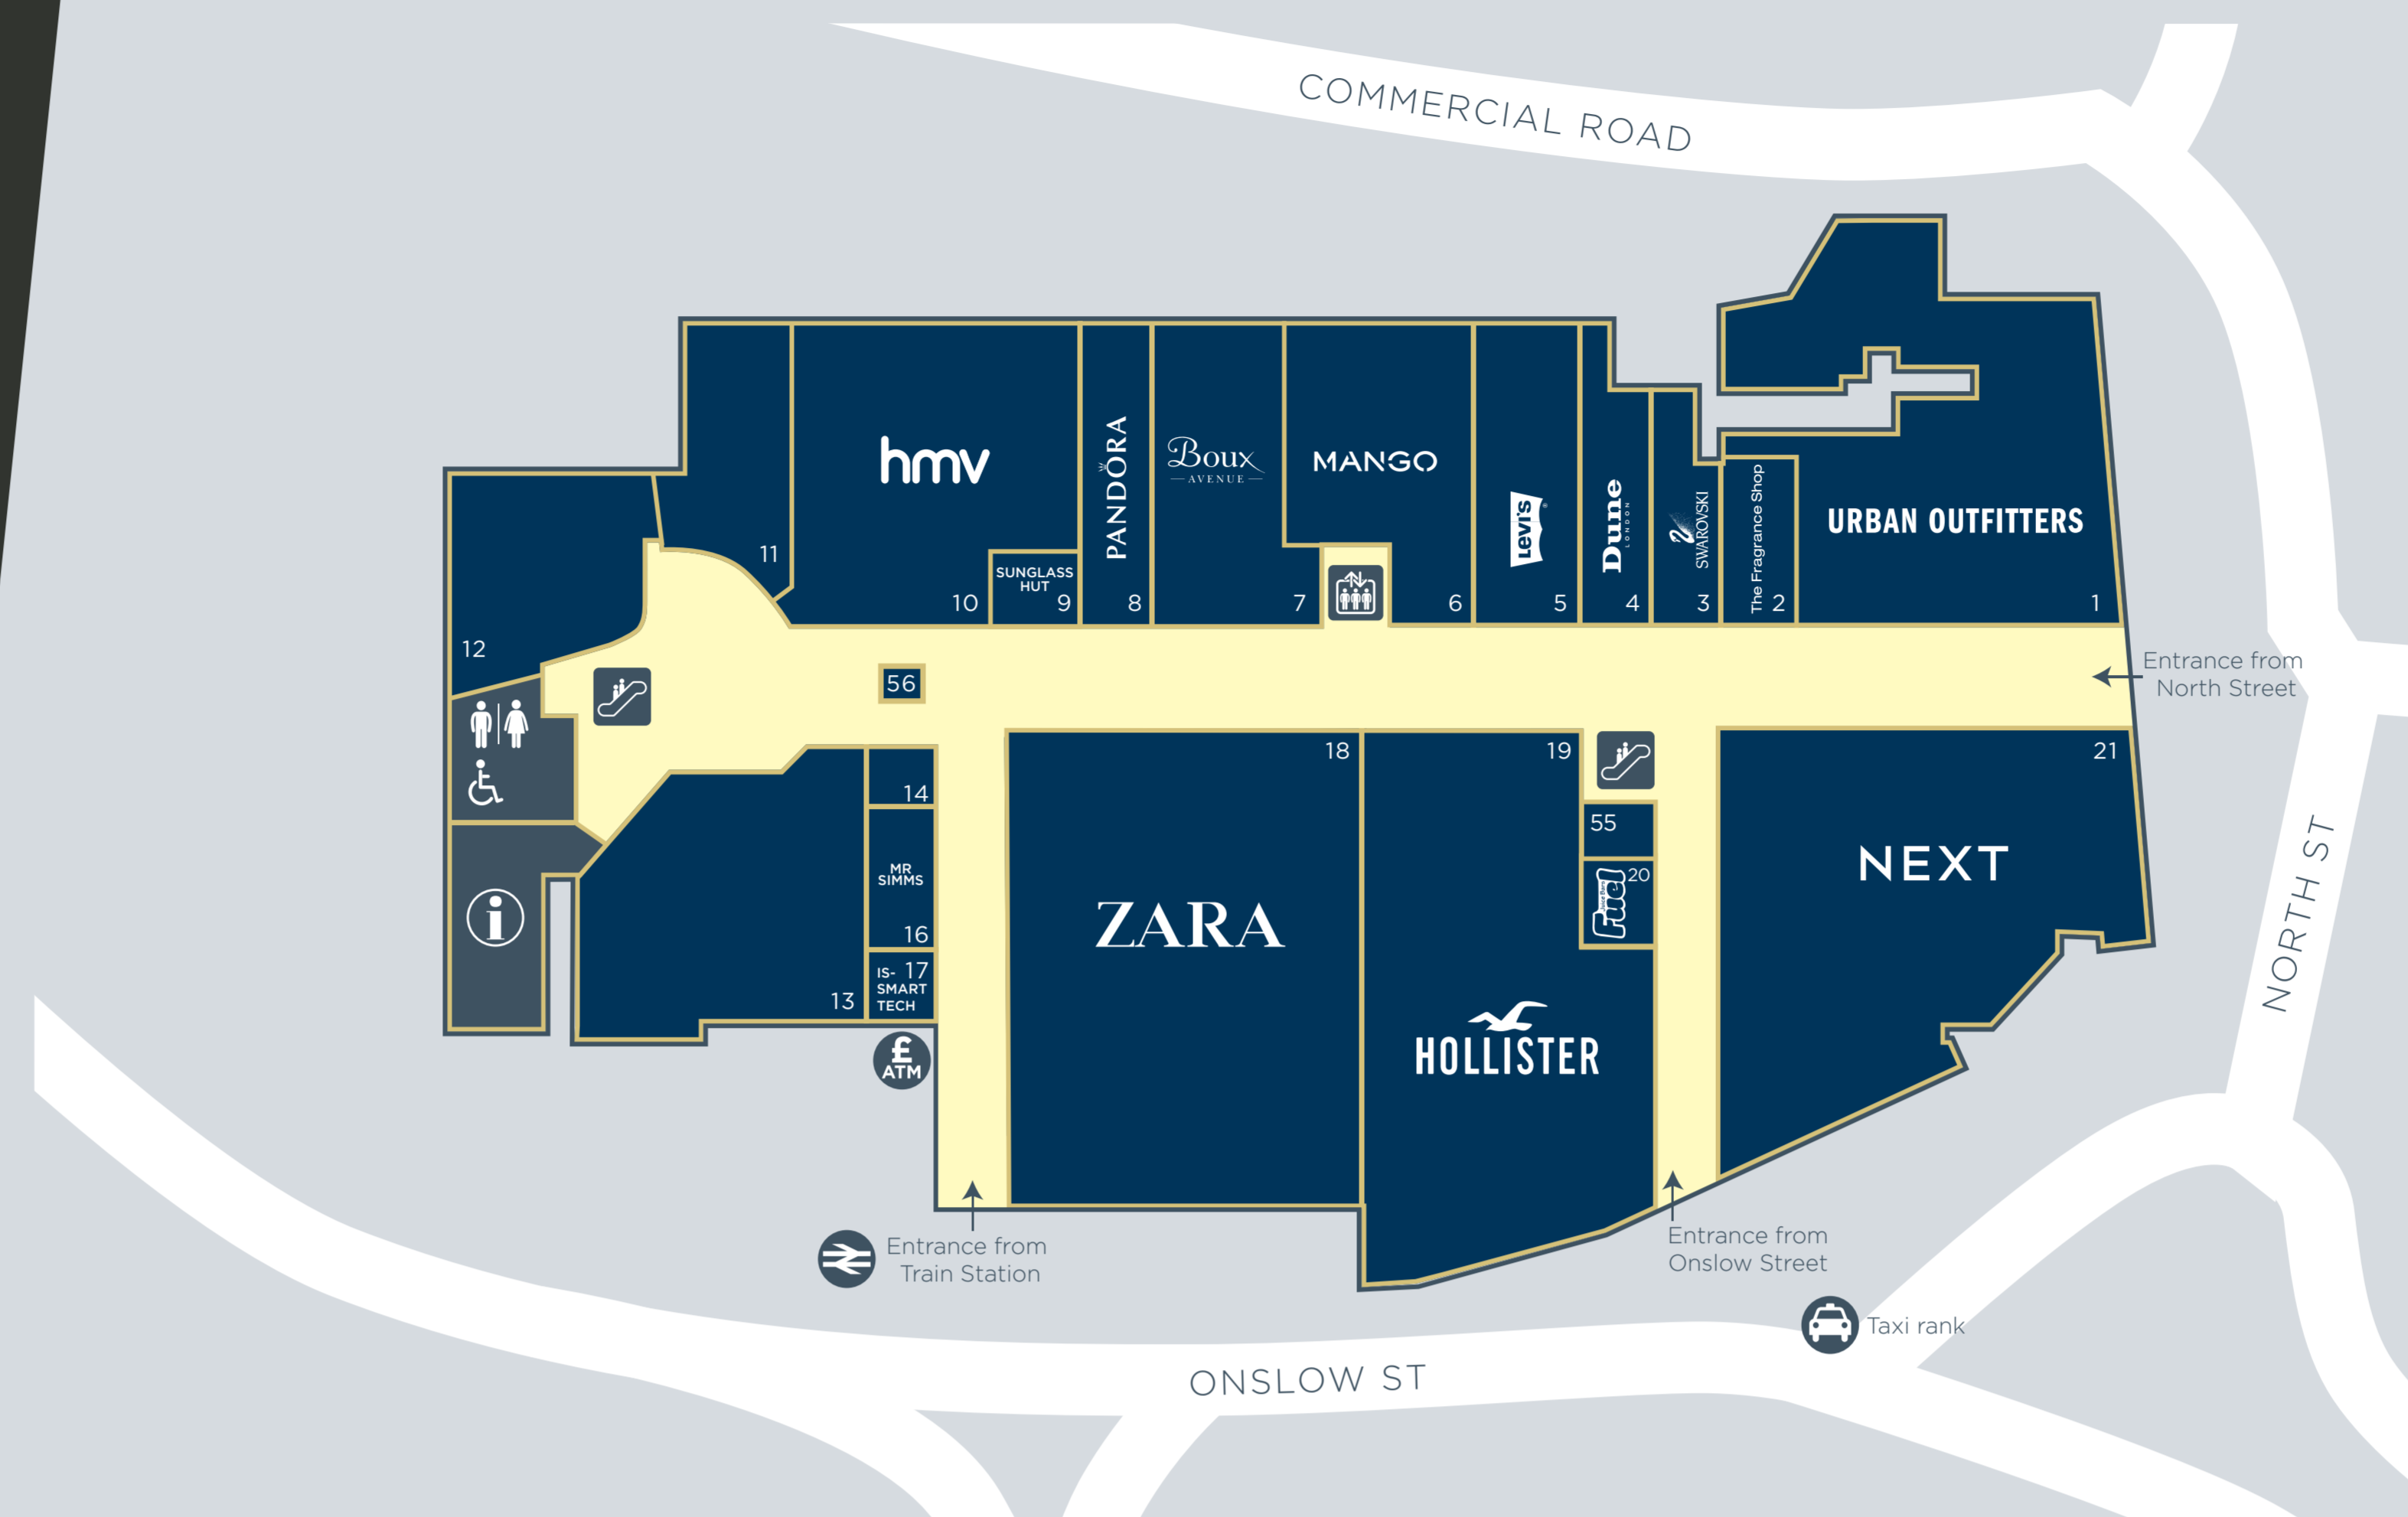 COMMERCIAL ROAD
hmv
PANDORA
Boux
AVENUE
MANGO
LEVI'S
Dune
LONDON
SWAROVSKI
The Fragrance Shop
URBAN OUTFITTERS
SUNGLASS
HUT
11
10
9
8
7
6
5
4
3
2
1
12
56
Entrance from
North Street
18
19
21
14
55
MR
SIMMS
16
20
Fuel
Juice Bars
NEXT
ZARA
IS- 17
SMART
TECH
13
i
HOLLISTER
£
ATM
NORTH ST
Entrance from
Train Station
Entrance from
Onslow Street
Taxi rank
ONSLOW ST